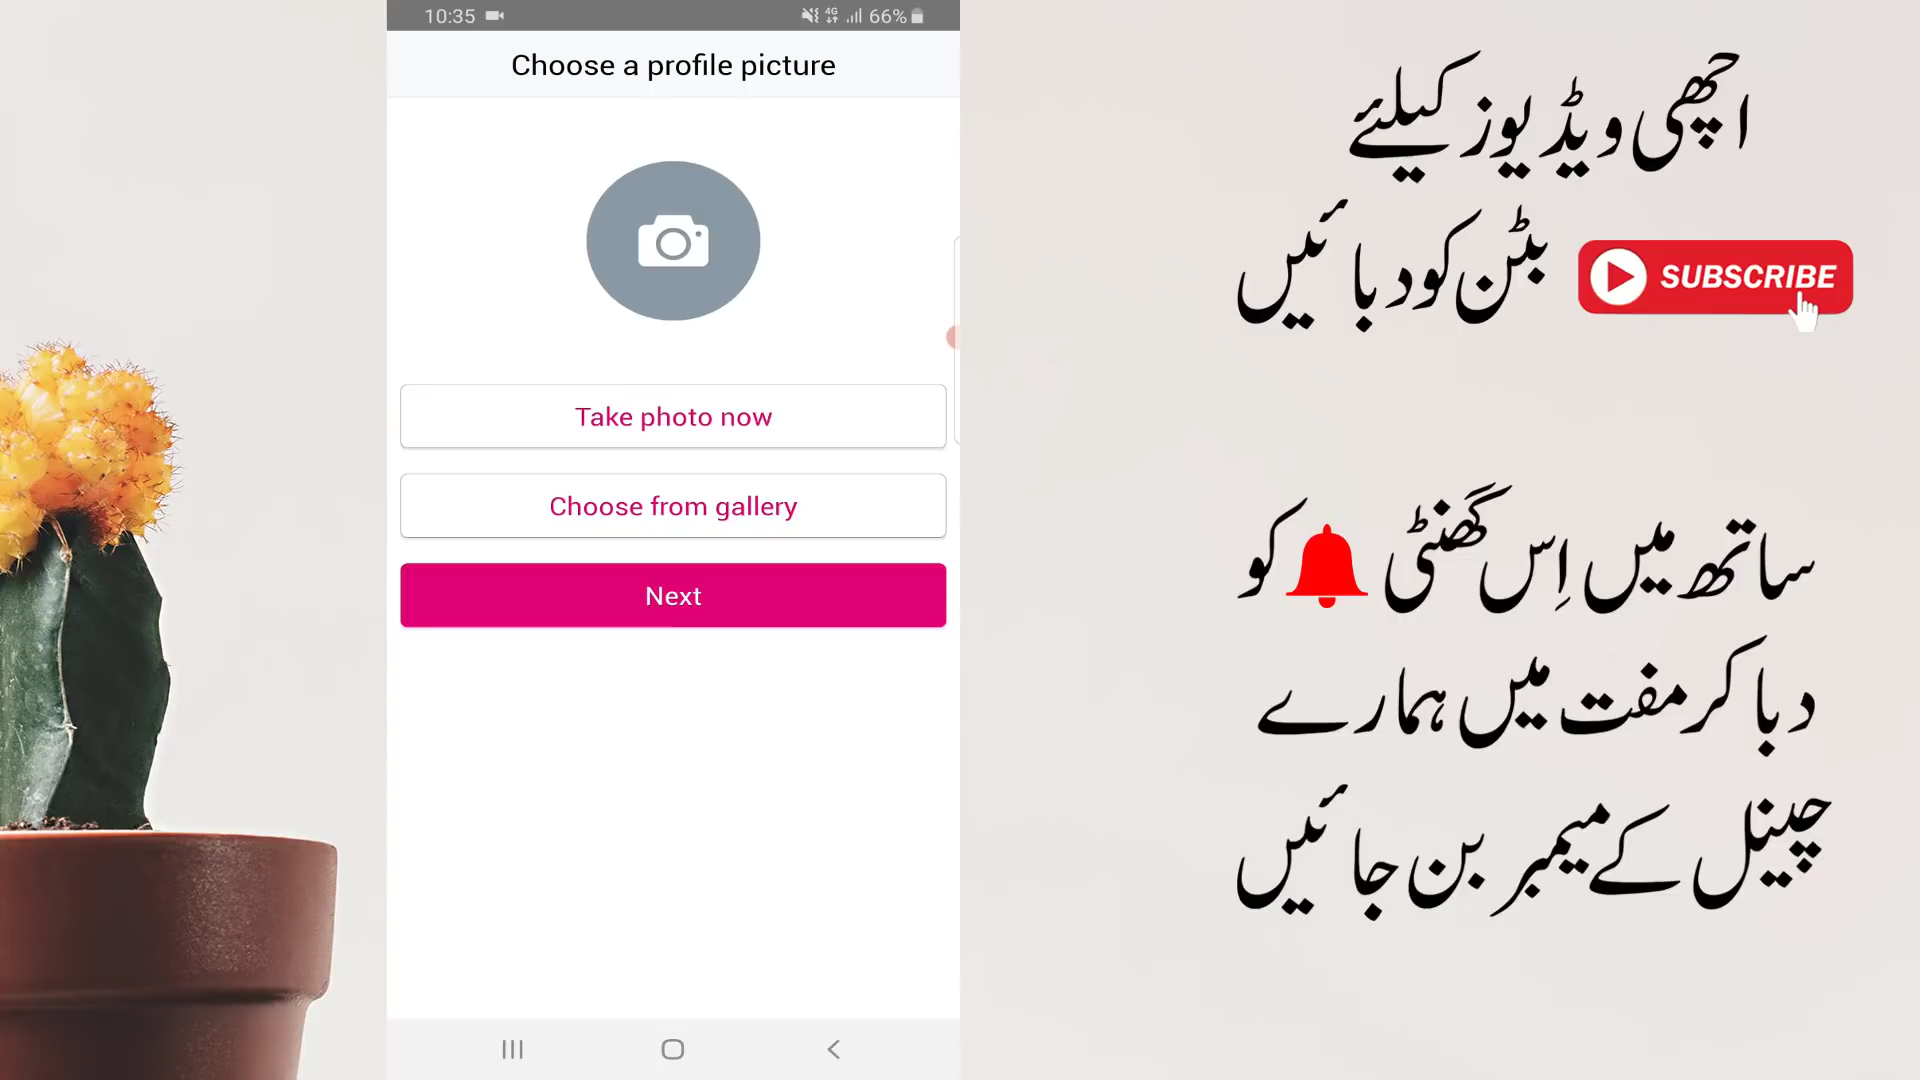 10:35
4G 66%
Choose a profile picture
Take photo now
Choose from gallery
Next
اچھی ویڈیوز کیلئے
SUBSCRIBE بٹن کو دبائیں
ساتھ میں اِس گھنٹی کو
دبا کر مفت میں ہمارے
چینل کے میمبر بن جائیں